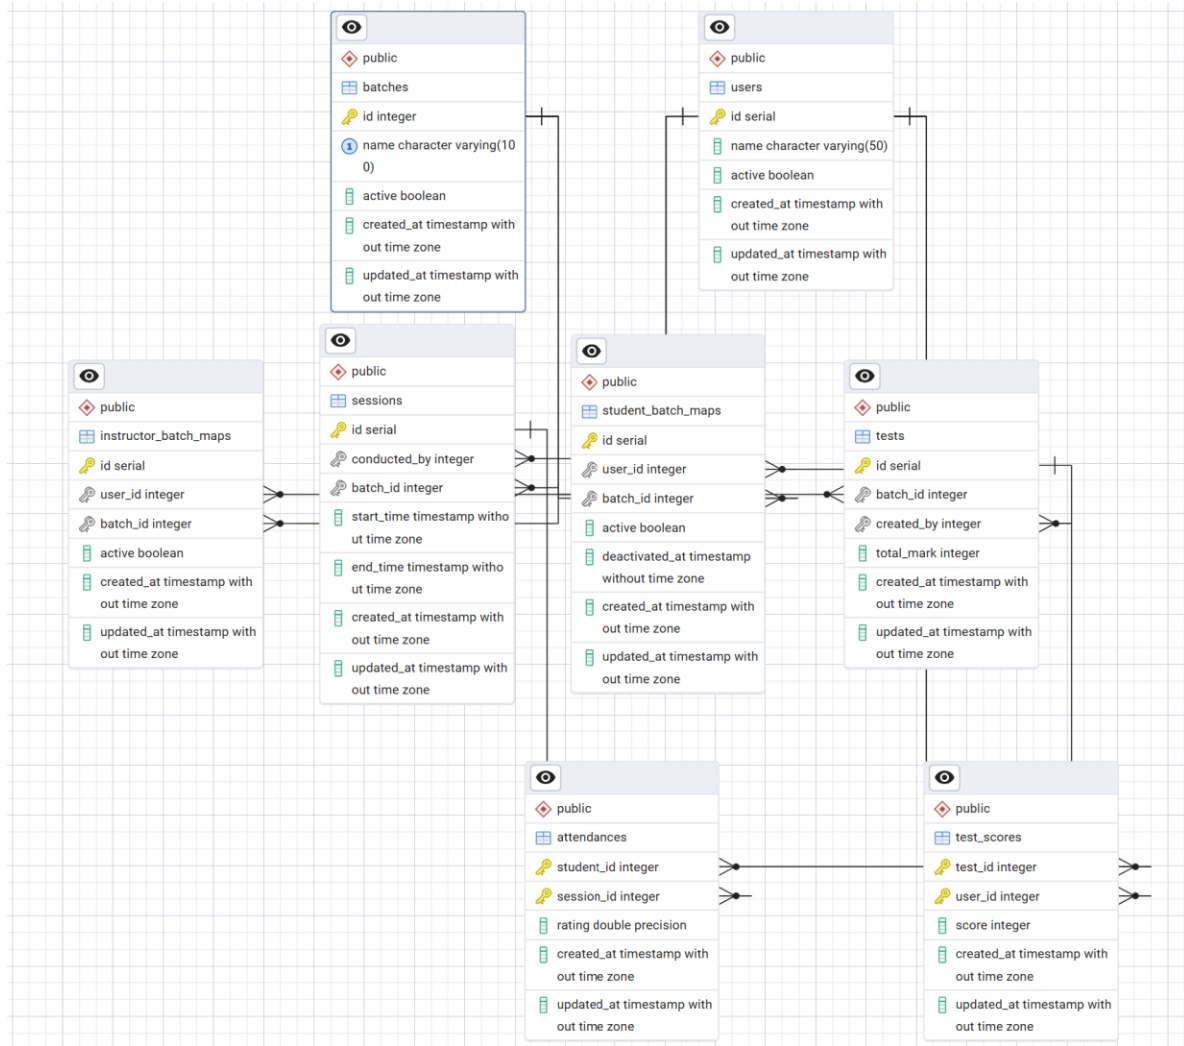 public
batches
id integer
1
name character varying(10
0)
active boolean
created_at timestamp with
out time zone
updated_at timestamp with
out time zone
public
users
id serial
name character varying(50)
active boolean
created_at timestamp with
out time zone
updated_at timestamp with
out time zone
public
instructor_batch_maps
id serial
user_id integer
batch_id integer
active boolean
created_at timestamp with
out time zone
updated_at timestamp with
out time zone
public
sessions
id serial
conducted_by integer
batch_id integer
start_time timestamp witho
ut time zone
end_time timestamp witho
ut time zone
created_at timestamp with
out time zone
updated_at timestamp with
out time zone
public
student_batch_maps
id serial
user_id integer
batch_id integer
active boolean
deactivated_at timestamp
without time zone
created_at timestamp with
out time zone
updated_at timestamp with
out time zone
public
tests
id serial
batch_id integer
created_by integer
total_mark integer
created_at timestamp with
out time zone
updated_at timestamp with
out time zone
public
attendances
student_id integer
session_id integer
rating double precision
created_at timestamp with
out time zone
updated_at timestamp with
out time zone
public
test_scores
test_id integer
user_id integer
score integer
created_at timestamp with
out time zone
updated_at timestamp with
out time zone